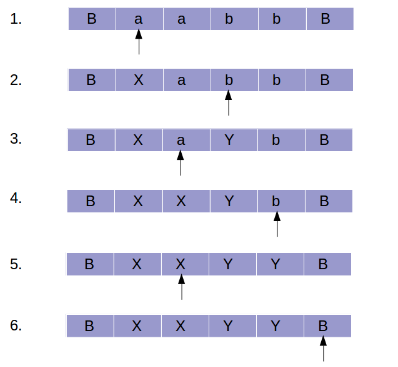 1. B a a b b B
2. B X a b b B
3. B X a Y b B
4. B X X Y b B
5. B X X Y Y B
6. B X X Y Y B